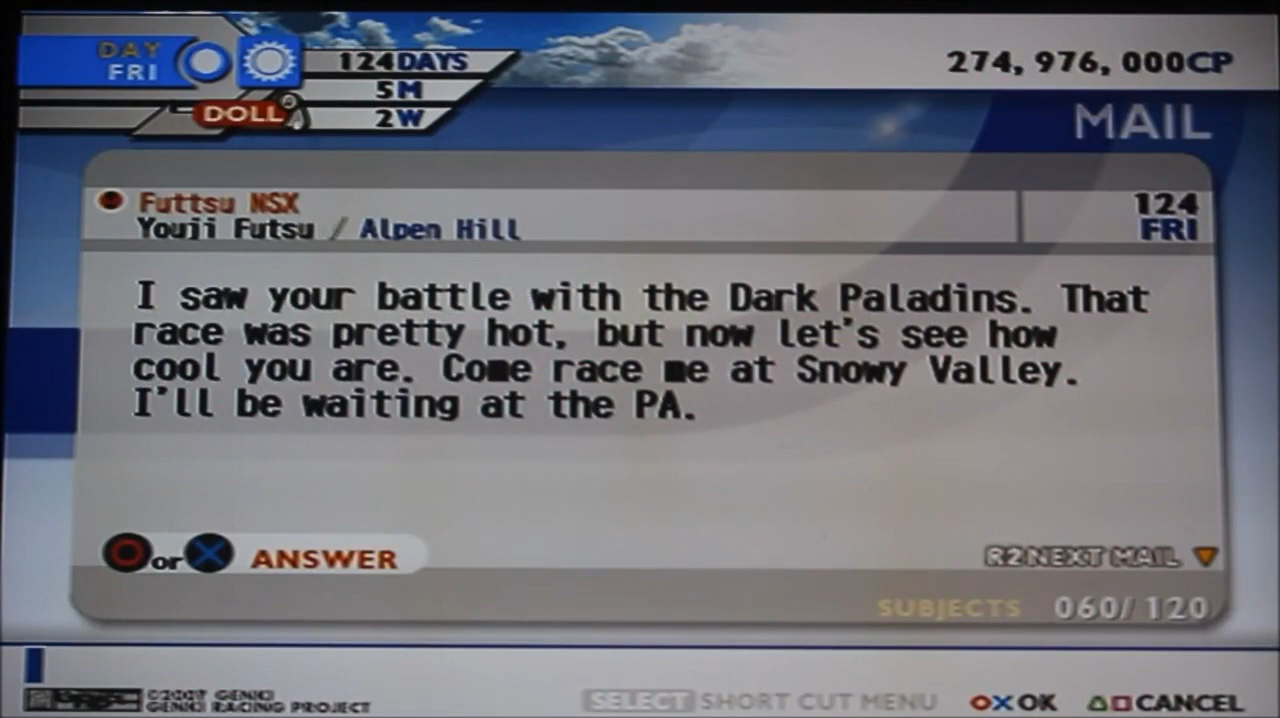 DAY
FRI
124DAYS
5M
2W
DOLL
274, 976, 000CP
MAIL
Futtsu NSX
Youji Futsu / Alpen Hill
124
FRI
I saw your battle with the Dark Paladins. That
race was pretty hot, but now let's see how
cool you are. Come race me at Snowy Valley.
I'll be waiting at the PA.
or ANSWER
R2 NEXT MAIL
SUBJECTS 060/120
©2007 GENKI
GENKI RACING PROJECT
SELECT SHORT CUT MENU
OK
CANCEL